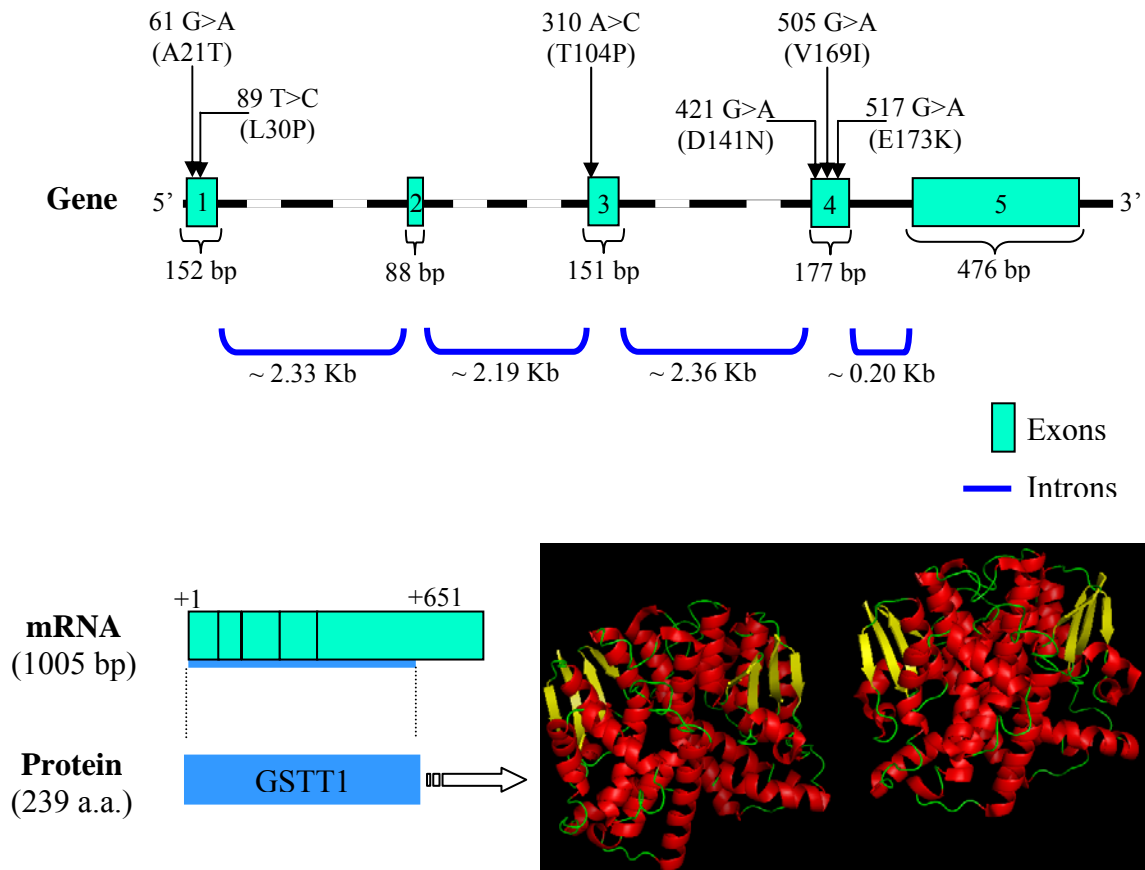 61 G>A
(A21T)
89 T>C
(L30P)
310 A>C
(T104P)
505 G>A
(V169I)
421 G>A
(D141N)
517 G>A
(E173K)
Gene
5’
1
2
3
4
5
3’
152 bp
88 bp
151 bp
177 bp
476 bp
~ 2.33 Kb
~ 2.19 Kb
~ 2.36 Kb
~ 0.20 Kb
Exons
Introns
+1
+651
mRNA
(1005 bp)
Protein
(239 a.a.)
GSTT1